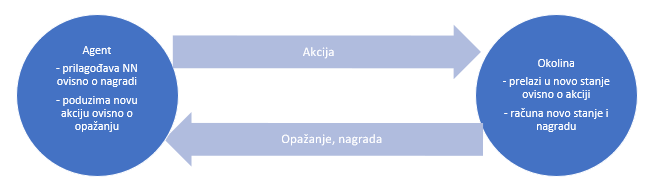 Agent
- prilagođava NN
ovisno o nagradi
- poduzima novu
akciju ovisno o
opažanju
Akcija
Okolina
- prelazi u novo stanje
ovisno o akciji
- računa novo stanje i
nagradu
Opažanje, nagrada